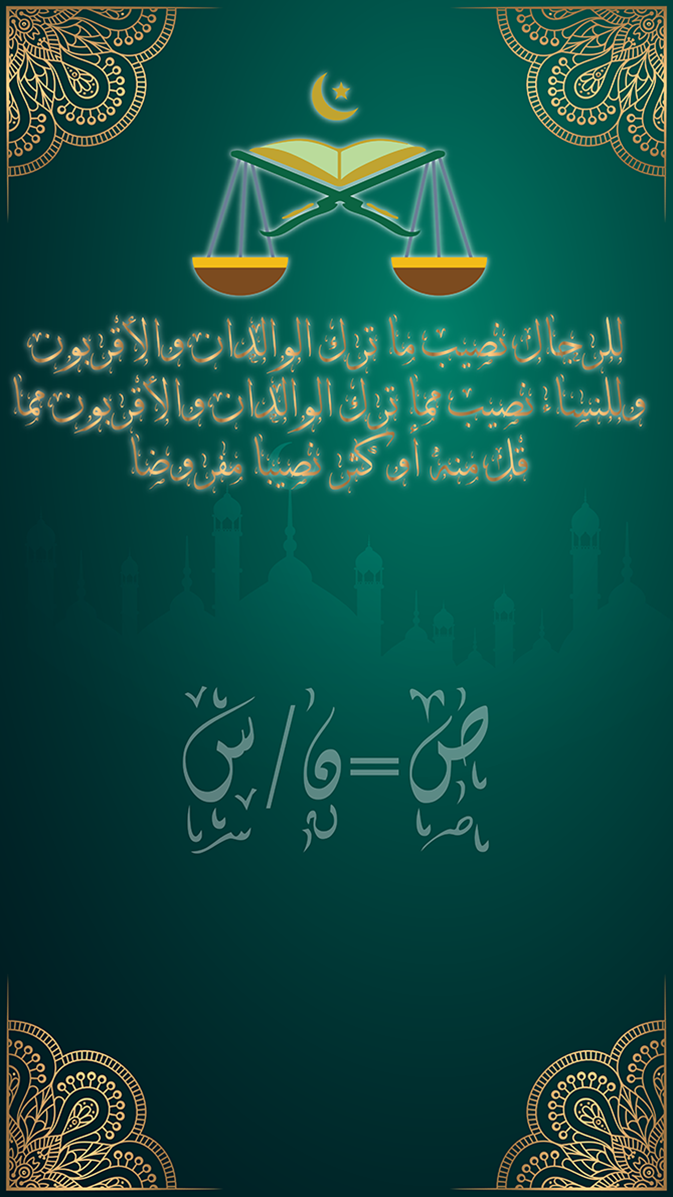 للرجال نصيب ما ترك الوالدان والأقربون
وللنساء نصيب مما ترك الوالدان والأقربون مما
قل منه أو كثر نصيبا مفروضا
ص=ن/س